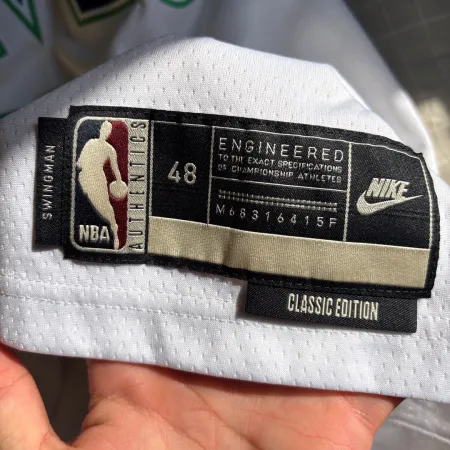 SWINGMAN
NBA
AUTHENTICS
48
ENGINEERED
TO THE EXACT SPECIFICATIONS
OF CHAMPIONSHIP ATHLETES
M68316415F
NIKE
CLASSIC EDITION